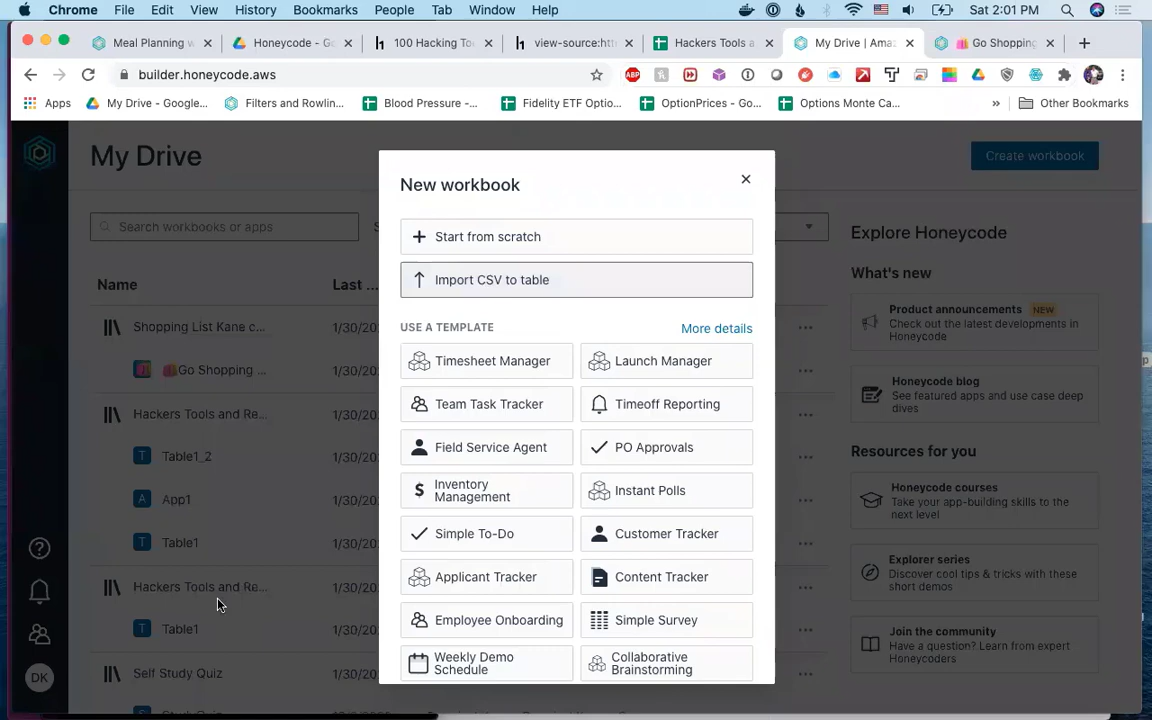 Chrome File Edit View History Bookmarks People Tab Window Help Sat 2:01 PM
Meal Planning w
Honeycode - Go
100 Hacking To
view-source:htt
Hackers Tools a
My Drive | Amaz
Go Shopping
builder.honeycode.aws
ABP
Apps
My Drive - Google...
Filters and Rowlin...
Blood Pressure -...
Fidelity ETF Optio...
OptionPrices - Go...
Options Monte Ca...
»
Other Bookmarks
My Drive
Create workbook
Search workbooks or apps
Name
Last ...
Shopping List Kane c...
1/30/20
Go Shopping ...
1/30/20
Hackers Tools and Re...
1/30/20
T Table1_2
1/30/20
A App1
1/30/20
T Table1
1/30/20
Hackers Tools and Re...
1/30/20
T Table1
1/30/20
Self Study Quiz
DK
New workbook
Start from scratch
Import CSV to table
USE A TEMPLATE
More details
Timesheet Manager
Launch Manager
Team Task Tracker
Timeoff Reporting
Field Service Agent
PO Approvals
Inventory
Management
Instant Polls
Simple To-Do
Customer Tracker
Applicant Tracker
Content Tracker
Employee Onboarding
Simple Survey
Weekly Demo
Schedule
Collaborative
Brainstorming
Explore Honeycode
What's new
Product announcements NEW
Check out the latest developments in
Honeycode
Honeycode blog
See featured apps and use case deep
dives
Resources for you
Honeycode courses
Take your app-building skills to the
next level
Explorer series
Discover cool tips & tricks with these
short demos
Join the community
Have a question? Learn from expert
Honeycoders